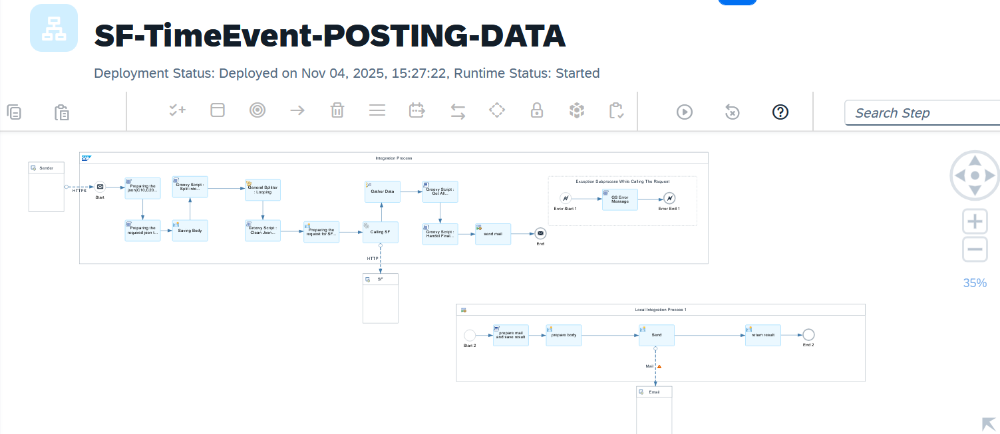 SF-TimeEvent-POSTING-DATA
Deployment Status: Deployed on Nov 04, 2025, 15:27:22, Runtime Status: Started
Search Step
SAP
Integration Process
Sender
HTTPS
Start
Preparing the
json(C10,C20...
Groovy Script :
Split into...
General Splitter
: Looping
Gather Data
Groovy Script :
Get All...
Exception Subprocess While Calling The Request
Error Start 1
GS Error
Message
Error End 1
Preparing the
required json t...
Saving Body
Groovy Script :
Clean Json...
Preparing the
request for SF...
Calling SF
Groovy Script :
Handel Final...
send mail
End
HTTP
SF
35%
Local Integration Process 1
Start 2
prepare mail
and save result
prepare body
Send
return result
End 2
Mail
Email